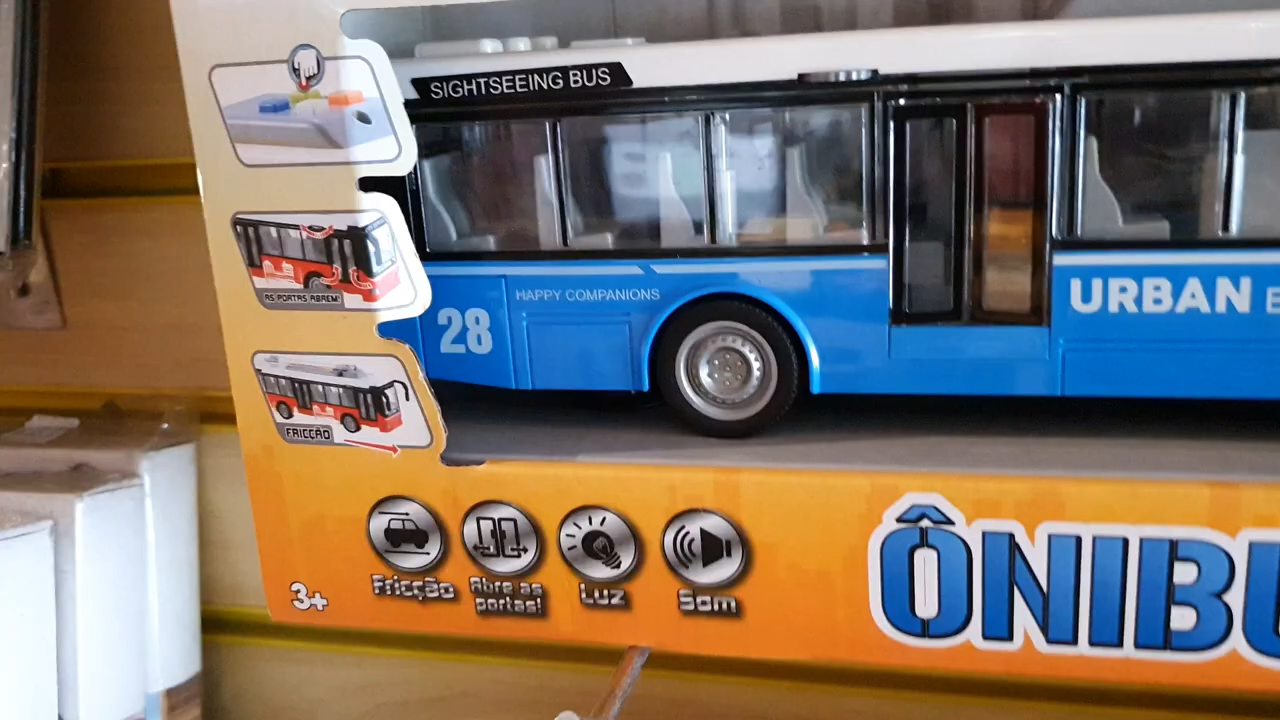 SIGHTSEEING BUS
AS PORTAS ABREM!
HAPPY COMPANIONS
28
URBAN
FRICÇÃO
Fricção
Abre as
portas!
Luz
Som
3+
ÔNIBU